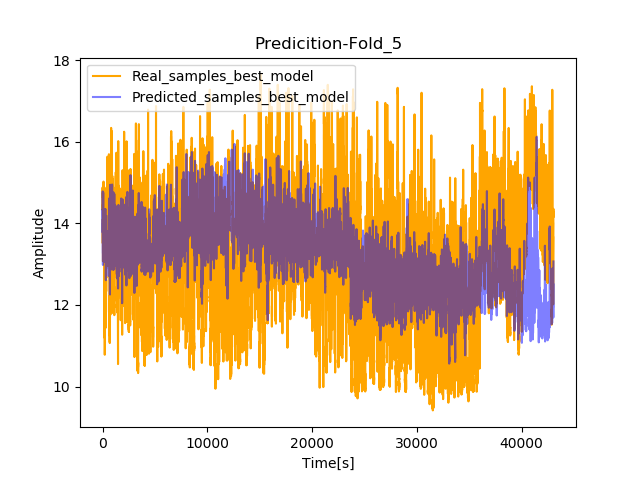 Predicition-Fold_5
Real_samples_best_model
Predicted_samples_best_model
18
16
14
12
10
Amplitude
0
10000
20000
30000
40000
Time[s]